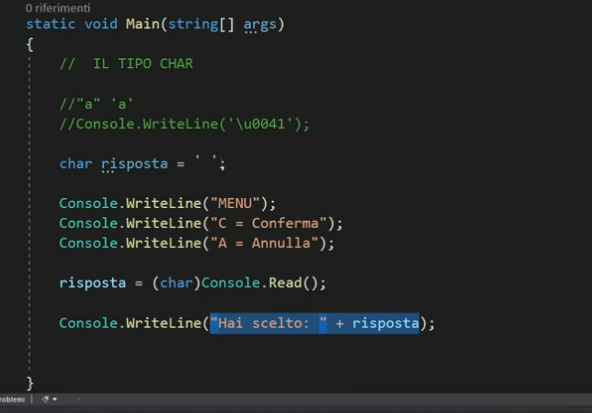 0 riferimenti
static void Main(string[] args)
{
//  IL TIPO CHAR
//"a" 'a'
//Console.WriteLine('\u0041');
char risposta = ' ';
Console.WriteLine("MENU");
Console.WriteLine("C = Conferma");
Console.WriteLine("A = Annulla");
risposta = (char)Console.Read();
Console.WriteLine("Hai scelto: " + risposta);
}
roblemi